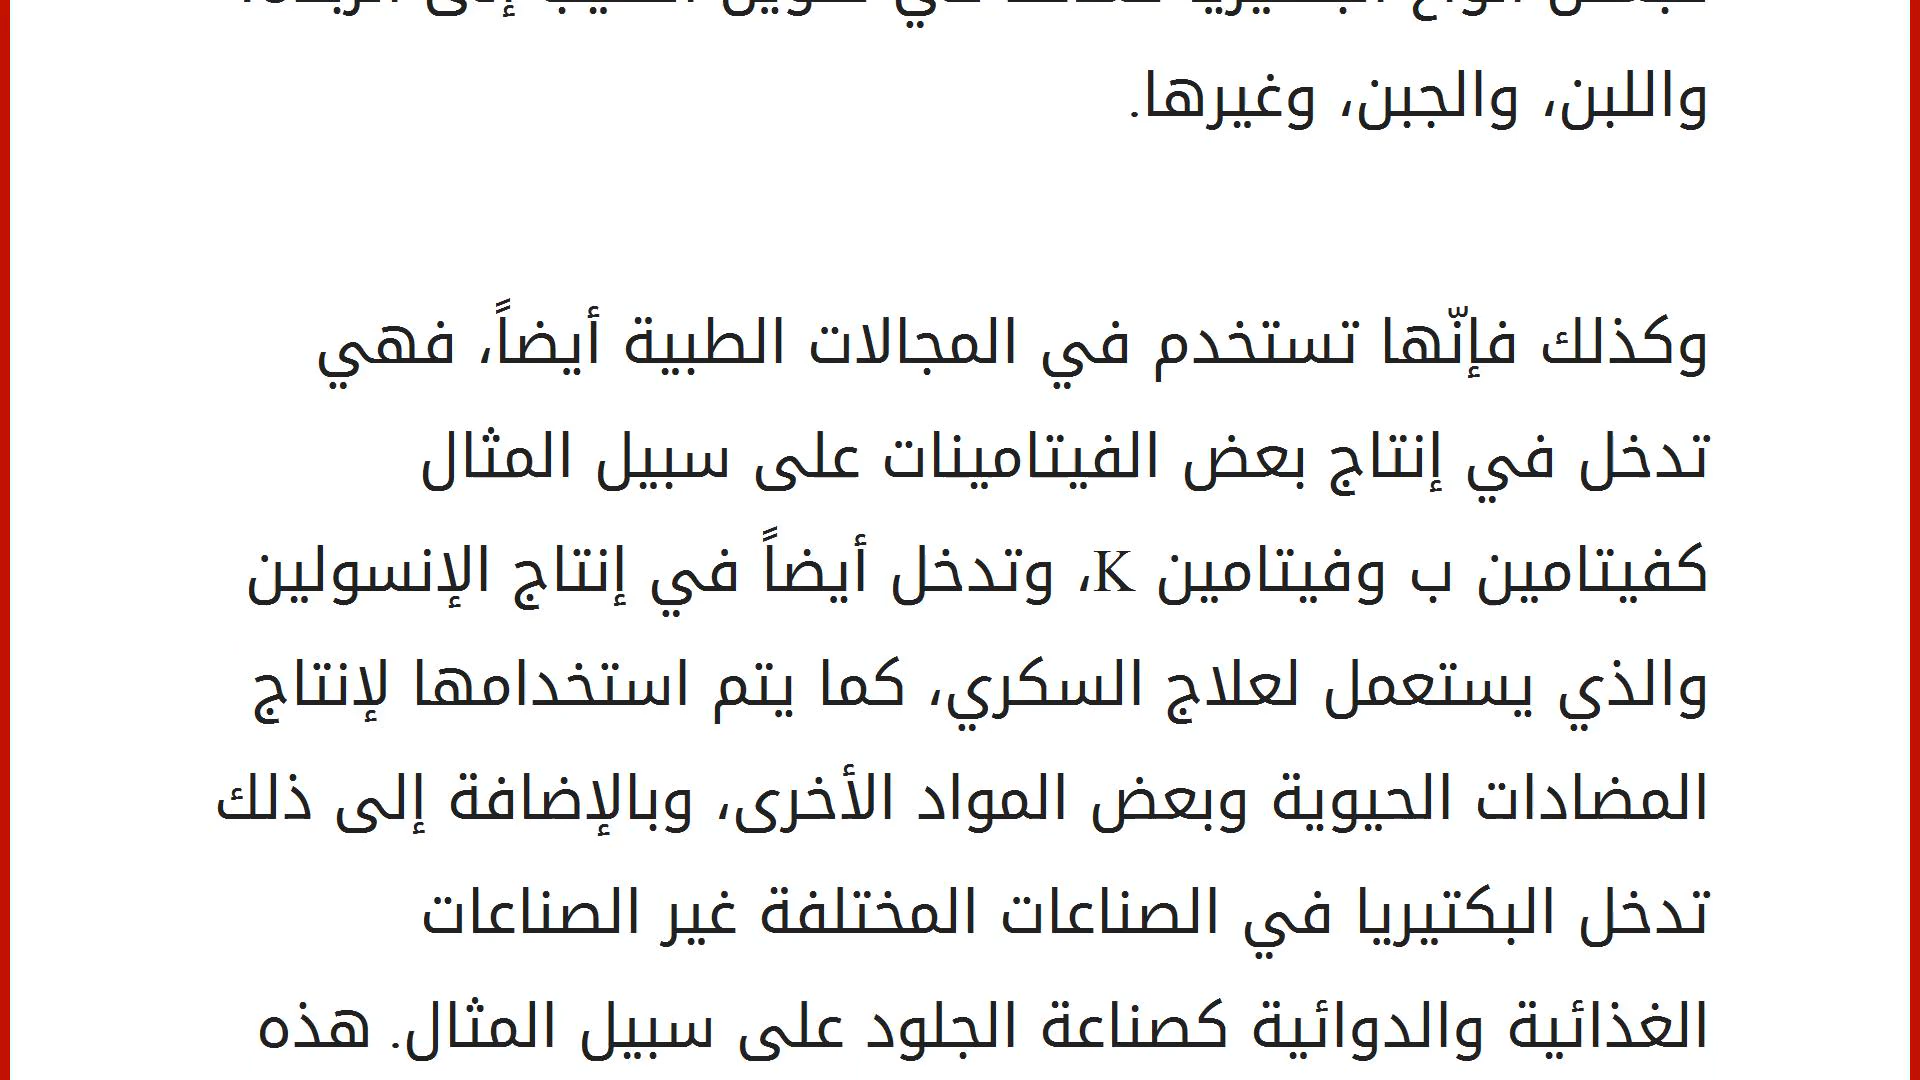 واللبن، والجبن، وغيرها.
وكذلك فإنّها تستخدم في المجالات الطبية أيضاً، فهي
تدخل في إنتاج بعض الفيتامينات على سبيل المثال
كفيتامين ب وفيتامين K، وتدخل أيضاً في إنتاج الإنسولين
والذي يستعمل لعلاج السكري، كما يتم استخدامها لإنتاج
المضادات الحيوية وبعض المواد الأخرى، وبالإضافة إلى ذلك
تدخل البكتيريا في الصناعات المختلفة غير الصناعات
الغذائية والدوائية كصناعة الجلود على سبيل المثال. هذه